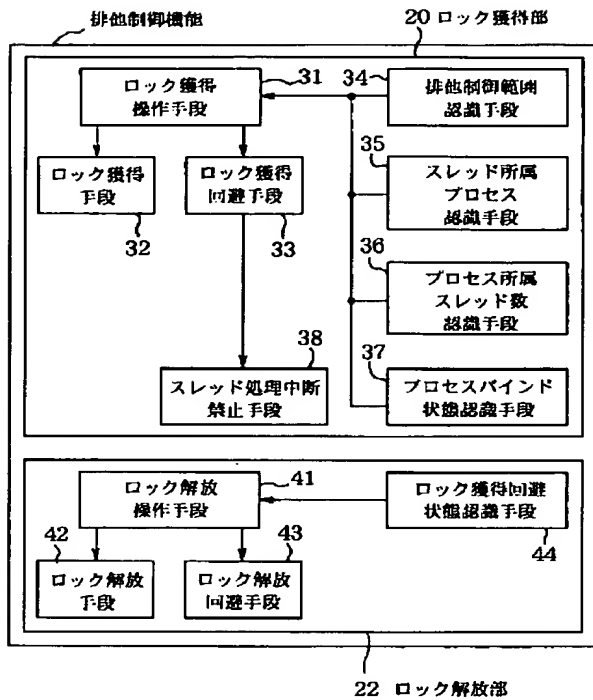 排他制御機能
20 ロック獲得部
ロック獲得
操作手段
31
34
排他制御範囲
認識手段
ロック獲得
手段
32
ロック獲得
回避手段
33
35
スレッド所属
プロセス
認識手段
36
プロセス所属
スレッド数
認識手段
38
スレッド処理中断
禁止手段
37
プロセスバインド
状態認識手段
ロック解放
操作手段
41
ロック獲得回避
状態認識手段
44
42
ロック解放
手段
43
ロック解放
回避手段
22 ロック解放部